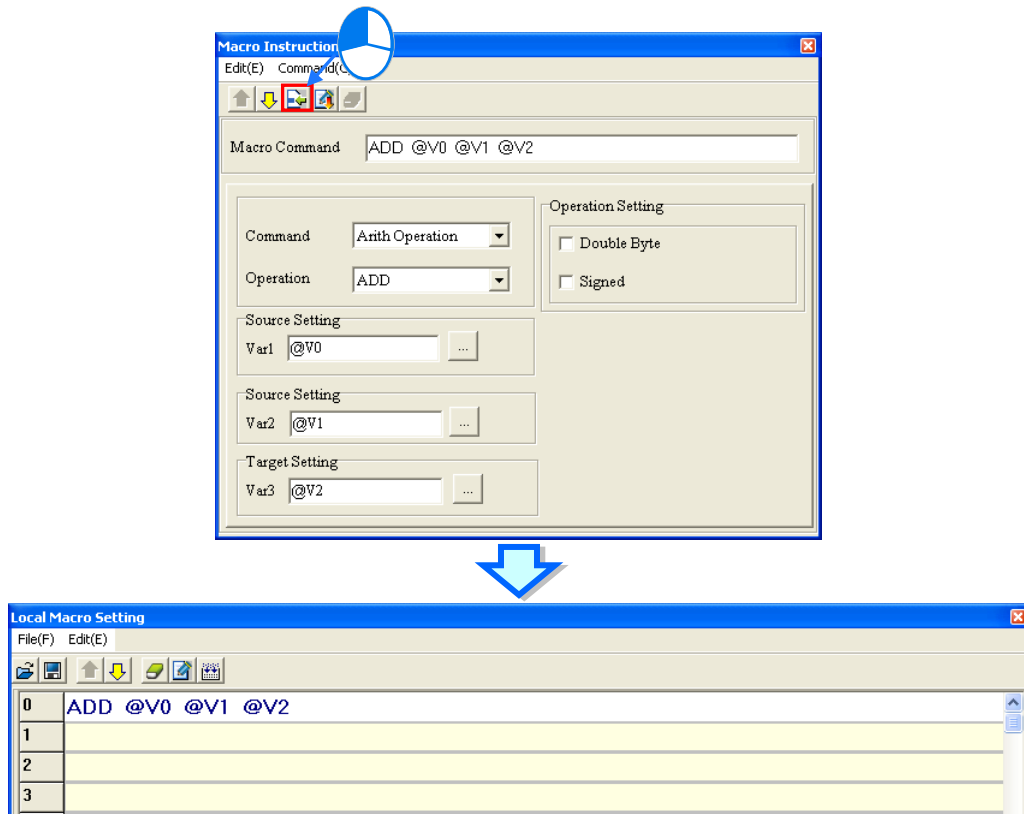 Macro Instruction
Edit(E) Command(C
Macro Command ADD @V0 @V1 @V2
Operation Setting
Command Arith Operation
Double Byte
Operation ADD
Signed
Source Setting
Var1 @V0 ...
Source Setting
Var2 @V1 ...
Target Setting
Var3 @V2 ...
Local Macro Setting
File(F) Edit(E)
0 ADD @V0 @V1 @V2
1
2
3